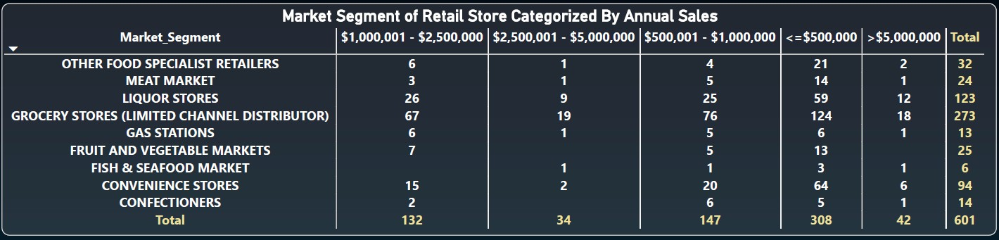 Market Segment of Retail Store Categorized By Annual Sales
Market_Segment $1,000,001 - $2,500,000 $2,500,001 - $5,000,000 $500,001 - $1,000,000 <=$500,000 >$5,000,000 Total
OTHER FOOD SPECIALIST RETAILERS 6 1 4 21 2 32
MEAT MARKET 3 1 5 14 1 24
LIQUOR STORES 26 9 25 59 12 123
GROCERY STORES (LIMITED CHANNEL DISTRIBUTOR) 67 19 76 124 18 273
GAS STATIONS 6 1 5 6 1 13
FRUIT AND VEGETABLE MARKETS 7 5 13 25
FISH & SEAFOOD MARKET 1 1 3 1 6
CONVENIENCE STORES 15 2 20 64 6 94
CONFECTIONERS 2 6 5 1 14
Total 132 34 147 308 42 601